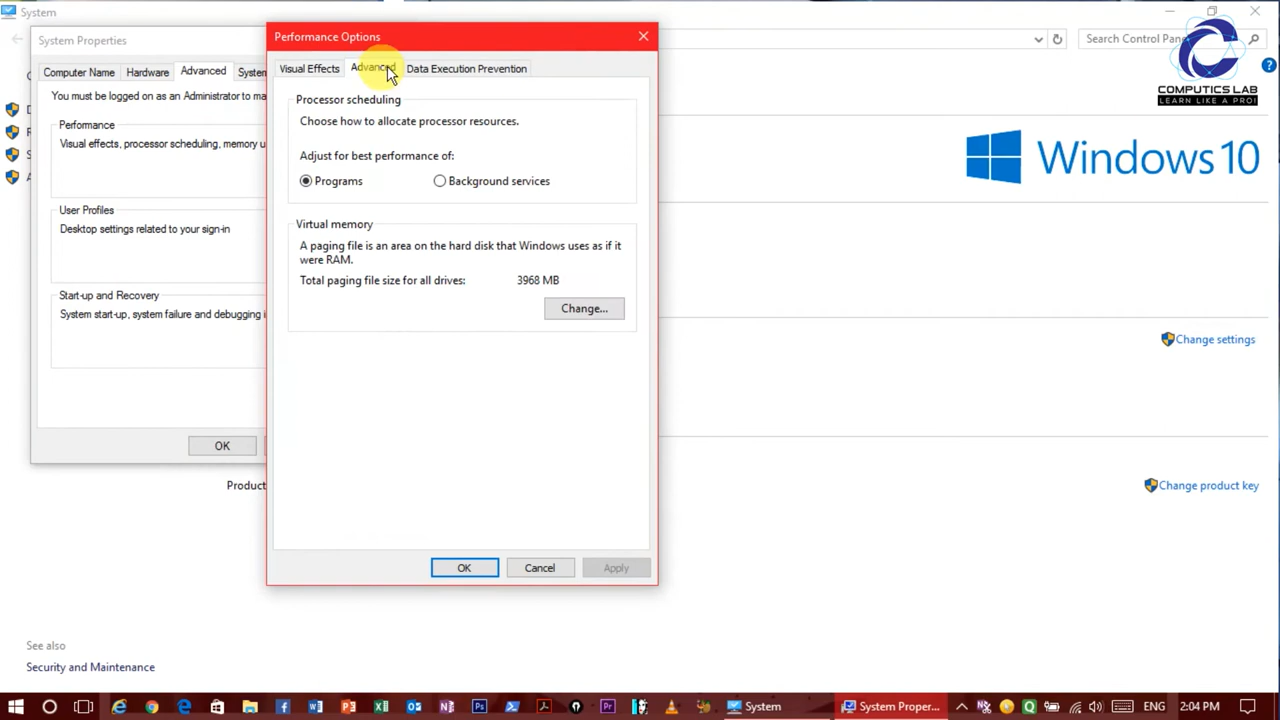 System
System Properties
Computer Name
Hardware
Advanced
System
You must be logged on as an Administrator to ma
Performance
Visual effects, processor scheduling, memory u
User Profiles
Desktop settings related to your sign-in
Start-up and Recovery
System start-up, system failure and debugging i
OK
Performance Options
Visual Effects
Advanced
Data Execution Prevention
Processor scheduling
Choose how to allocate processor resources.
Adjust for best performance of:
Programs
Background services
Virtual memory
A paging file is an area on the hard disk that Windows uses as if it
were RAM.
Total paging file size for all drives: 3968 MB
Change...
OK
Cancel
Apply
Search Control Pane
COMPUTICS LAB
LEARN LIKE A PRO!
Windows 10
Change settings
Product
Change product key
See also
Security and Maintenance
System
System Proper...
ENG
2:04 PM